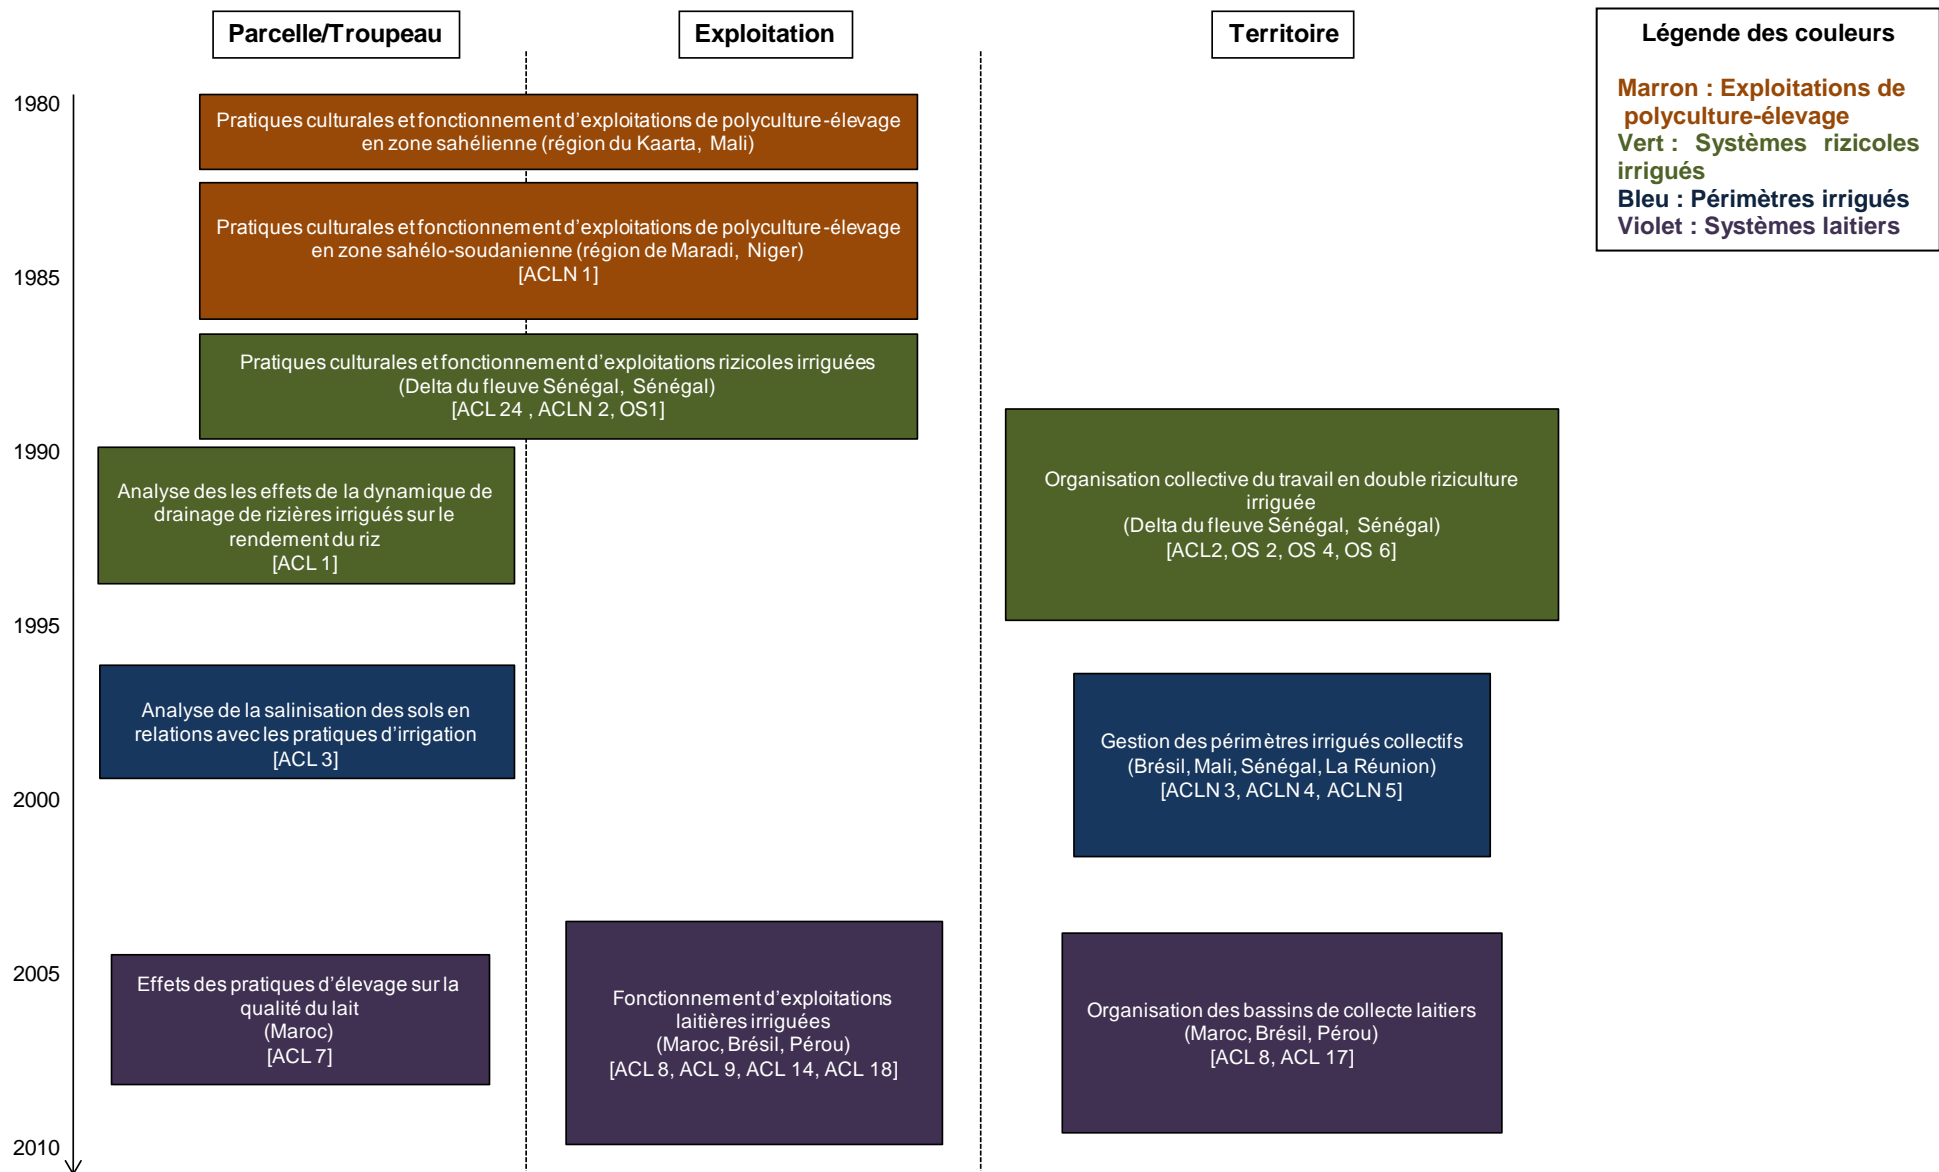 Parcelle/Troupeau
Exploitation
Territoire
Légende des couleurs
Marron : Exploitations de
polyculture-élevage
Vert : Systèmes rizicoles
irrigués
Bleu : Périmètres irrigués
Violet : Systèmes laitiers
1980
Pratiques culturales et fonctionnement d'exploitations de polyculture-élevage
en zone sahélienne (région du Kaarta, Mali)
Pratiques culturales et fonctionnement d'exploitations de polyculture-élevage
en zone sahélo-soudanienne (région de Maradi, Niger)
[ACLN 1]
1985
Pratiques culturales et fonctionnement d'exploitations rizicoles irriguées
(Delta du fleuve Sénégal, Sénégal)
[ACL 24 , ACLN 2, OS1]
1990
Analyse des les effets de la dynamique de
drainage de rizières irrigués sur le
rendement du riz
[ACL 1]
Organisation collective du travail en double riziculture
irriguée
(Delta du fleuve Sénégal, Sénégal)
[ACL2, OS 2, OS 4, OS 6]
1995
Analyse de la salinisation des sols en
relations avec les pratiques d'irrigation
[ACL 3]
Gestion des périmètres irrigués collectifs
(Brésil, Mali, Sénégal, La Réunion)
[ACLN 3, ACLN 4, ACLN 5]
2000
2005
Effets des pratiques d'élevage sur la
qualité du lait
(Maroc)
[ACL 7]
Fonctionnement d'exploitations
laitières irriguées
(Maroc, Brésil, Pérou)
[ACL 8, ACL 9, ACL 14, ACL 18]
Organisation des bassins de collecte laitiers
(Maroc, Brésil, Pérou)
[ACL 8, ACL 17]
2010